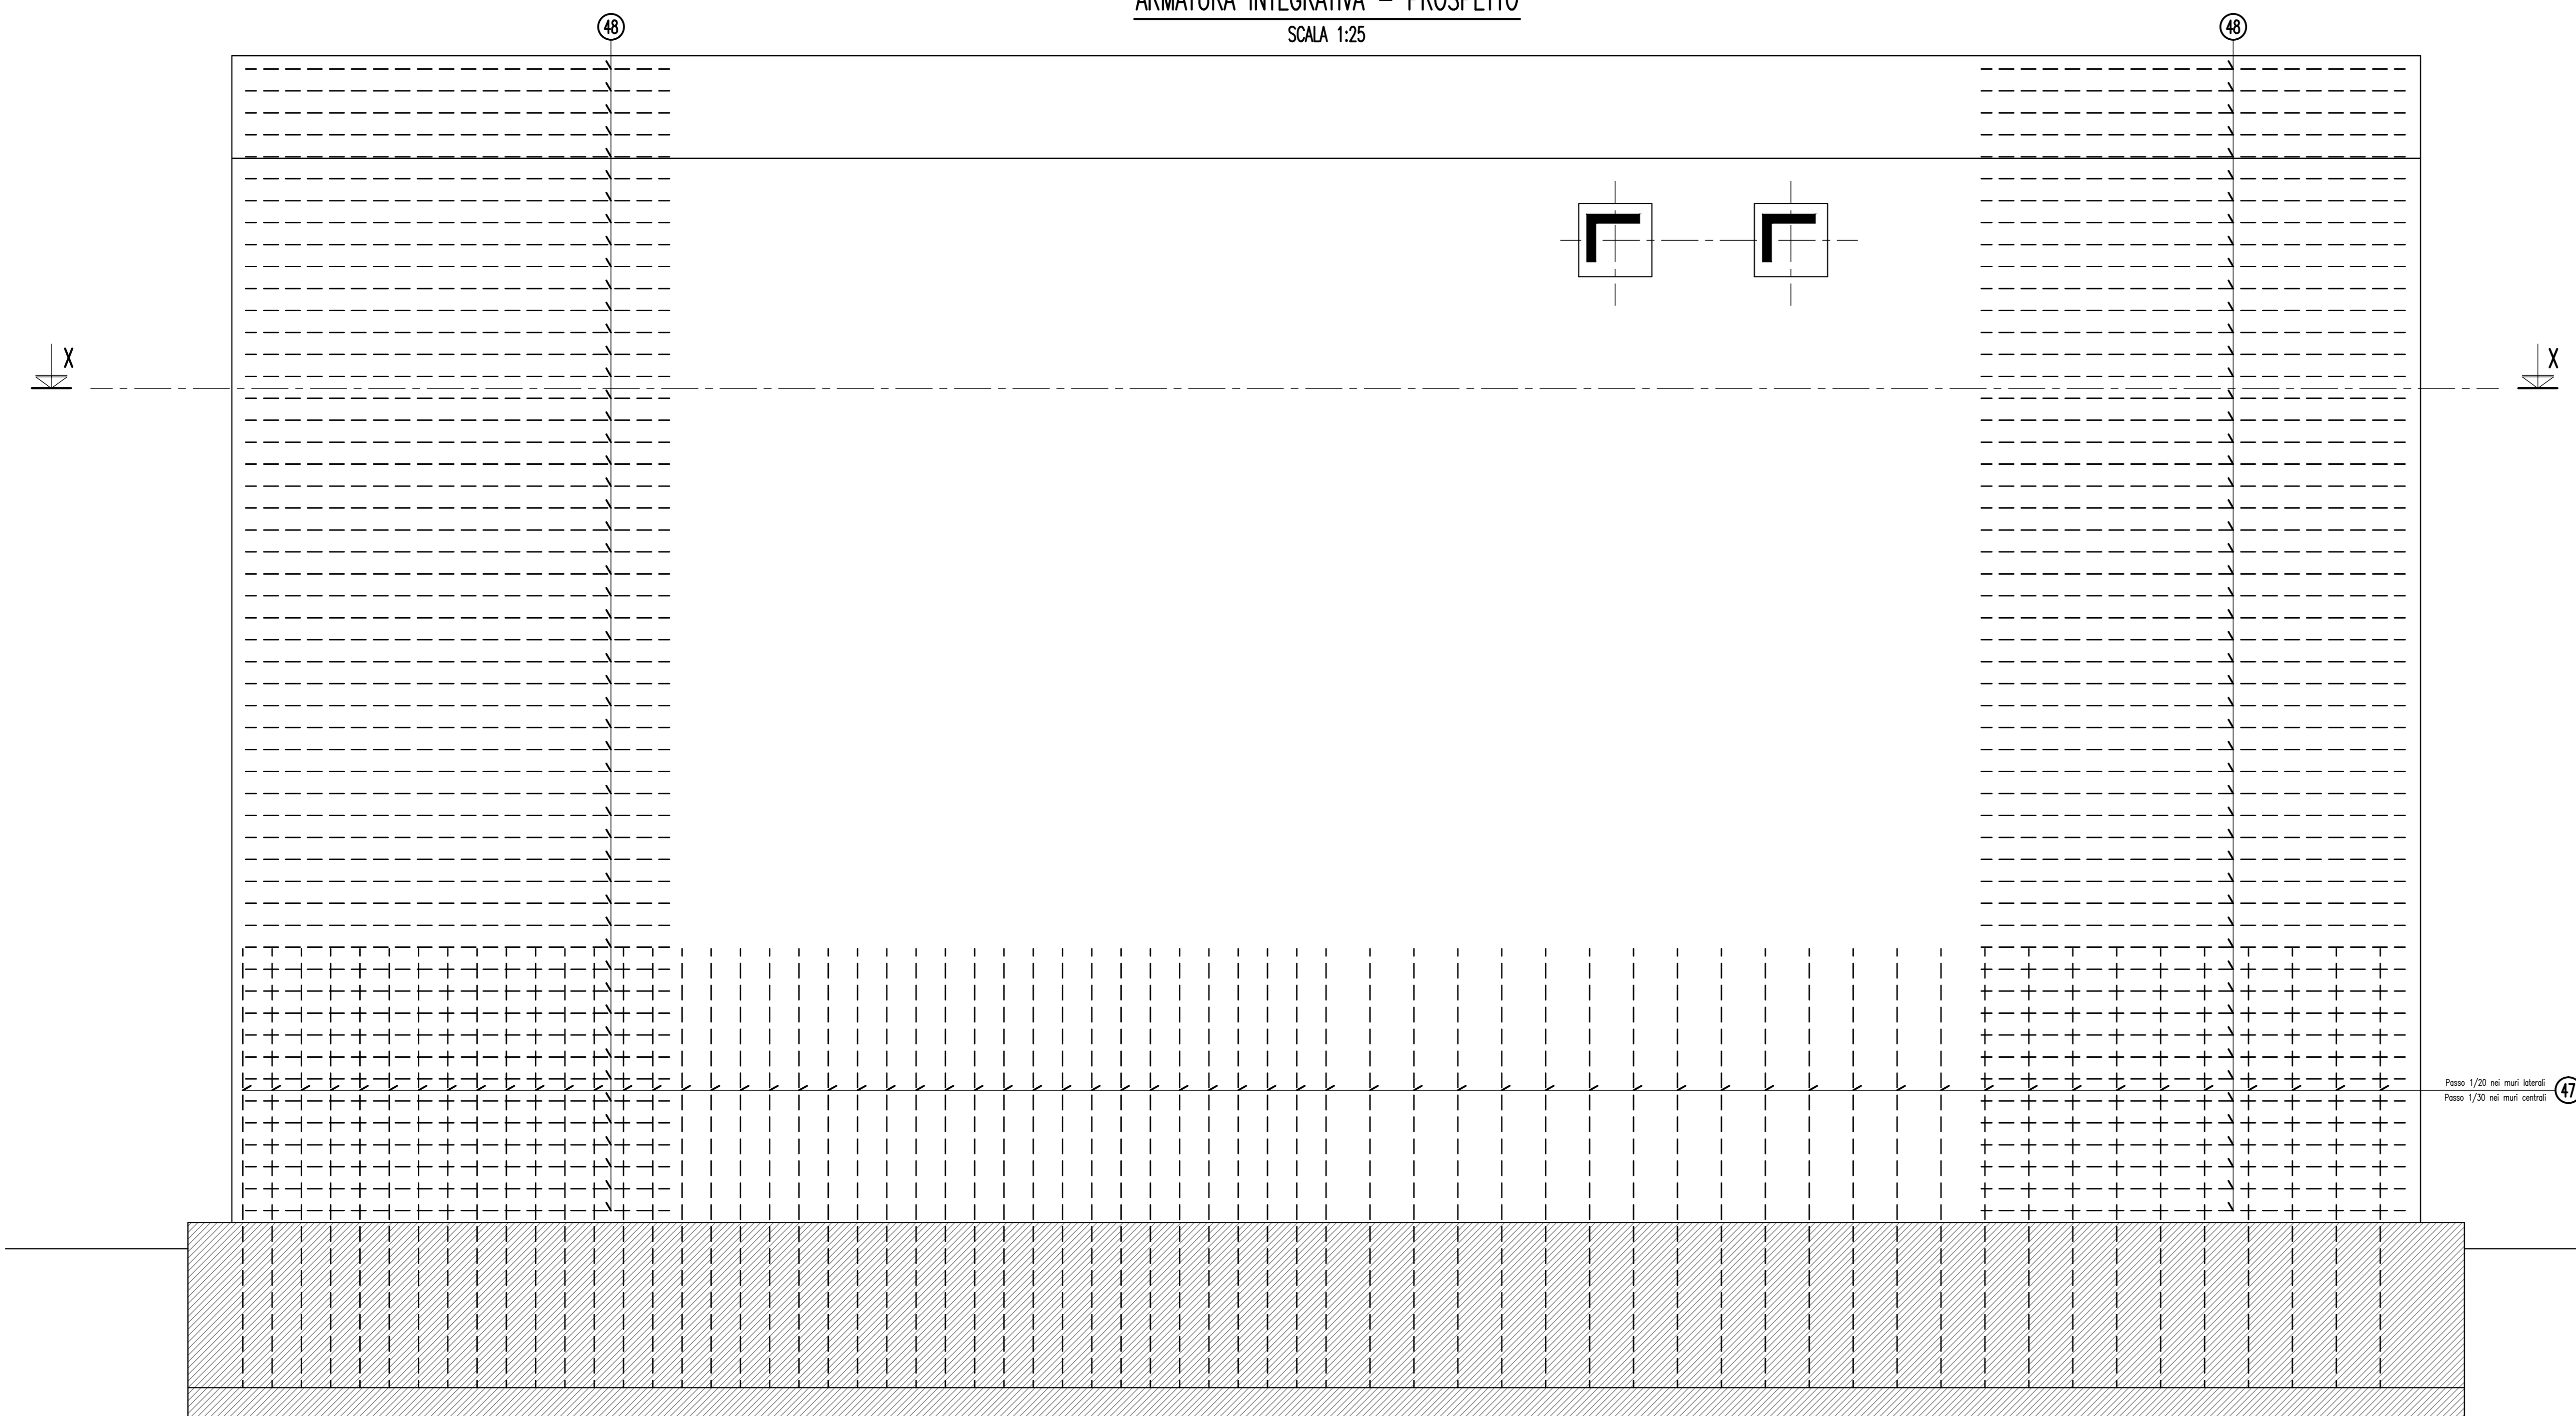 ARMATURA INTEGRATIVA – PROSPETTO
SCALA 1:25
48
48
X
X
Passo 1/20 nei muri laterali
Passo 1/30 nei muri centrali
47